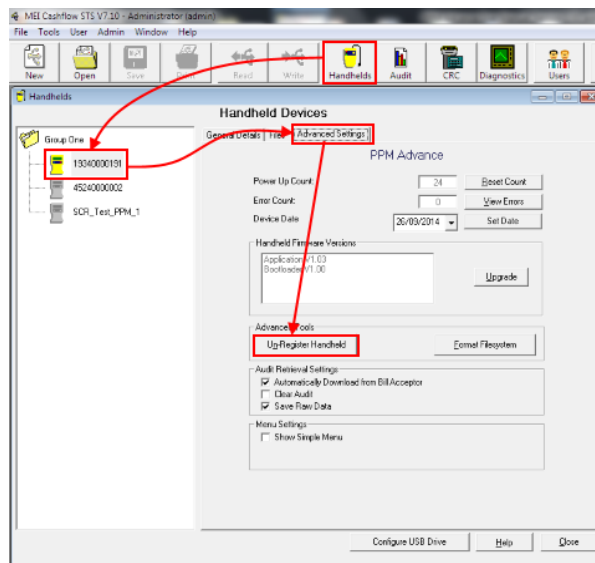 MEI Cashflow STS V7.10 - Administrator (admin)
File Tools User Admin Window Help
New Open Save Print Read Write Handhelds Audit CRC Diagnostics Users
Handhelds
Handheld Devices
Group One
19340000191
45240000002
SCR_Test_PPM_1
General Details Files Advanced Settings
PPM Advance
Power Up Count: 24 Reset Count
Error Count: 0 View Errors
Device Date 26/09/2014 Set Date
Handheld Firmware Versions
Application V1.03
Bootloader V1.00
Upgrade
Advanced Tools
Un-Register Handheld Format Filesystem
Audit Retrieval Settings
Automatically Download from Bill Acceptor
Clear Audit
Save Raw Data
Menu Settings
Show Simple Menu
Configure USB Drive Help Close